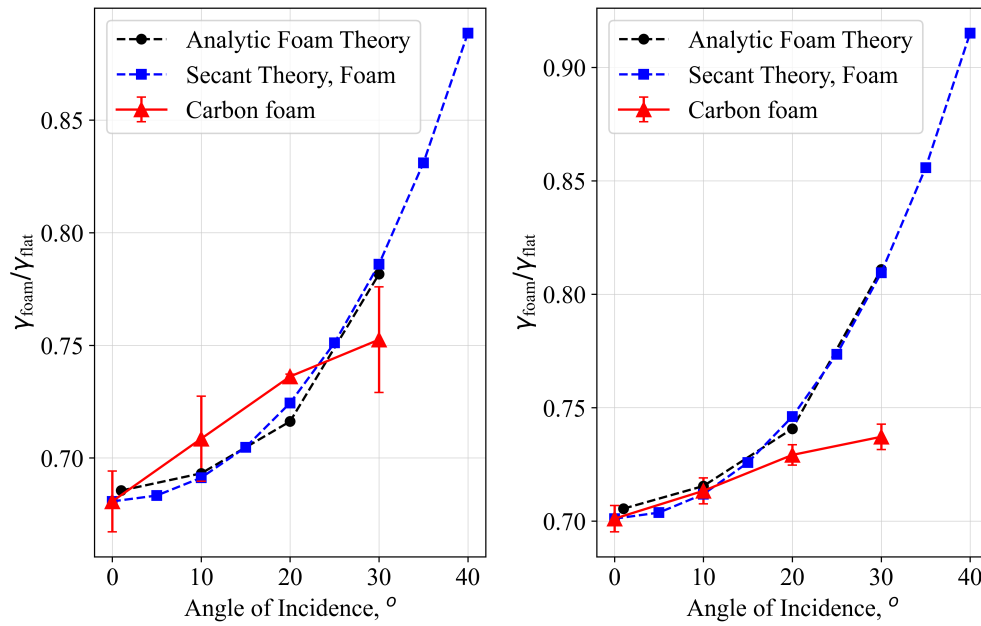 Analytic Foam Theory
Secant Theory, Foam
Carbon foam
0.85
0.80
0.75
0.70
γfoam/γflat
0 10 20 30 40
Angle of Incidence, o
Analytic Foam Theory
Secant Theory, Foam
Carbon foam
0.90
0.85
0.80
0.75
0.70
γfoam/γflat
0 10 20 30 40
Angle of Incidence, o